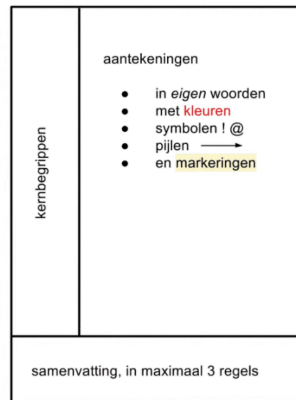 aantekeningen
● in eigen woorden
● met kleuren
● symbolen ! @
● pijlen ⟶
● en markeringen
kernbegrippen
samenvatting, in maximaal 3 regels